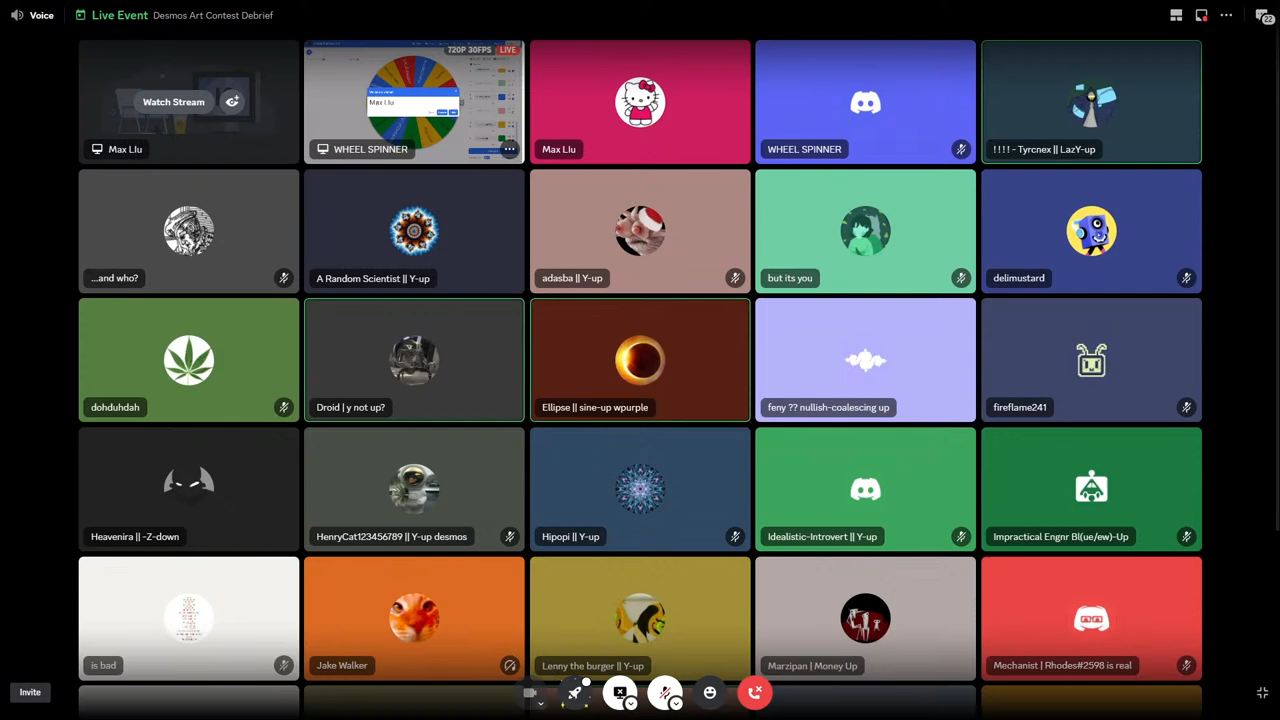 Voice
Live Event
Desmos Art Contest Debrief
22
Watch Stream
Max LIu
720P 30FPS
LIVE
Max LIu
WHEEL SPINNER
Max LIu
WHEEL SPINNER
! ! ! ! - Tyrcnex || LazY-up
...and who?
A Random Scientist || Y-up
adasba || Y-up
but its you
delimustard
dohduhdah
Droid | y not up?
Ellipse || sine-up wpurple
feny ?? nullish-coalescing up
fireflame241
Heavenira || -Z-down
HenryCat123456789 || Y-up desmos
Hipopi || Y-up
Idealistic-Introvert || Y-up
Impractical Engnr Bl(ue/ew)-Up
is bad
Jake Walker
Lenny the burger || Y-up
Marzipan | Money Up
Mechanist | Rhodes#2598 is real
Invite